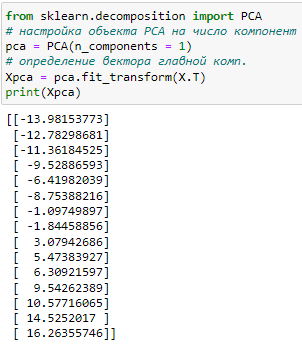 from sklearn.decomposition import PCA
# настройка объекта PCA на число компонент
pca = PCA(n_components = 1)
# определение вектора главной комп.
Xpca = pca.fit_transform(X.T)
print(Xpca)
[[-13.98153773]
[-12.78298681]
[-11.36184525]
[ -9.52886593]
[ -6.41982039]
[ -8.75388216]
[ -1.09749897]
[ -1.84458856]
[ 3.07942686]
[ 5.47383927]
[ 6.30921597]
[ 9.54262389]
[ 10.57716065]
[ 14.5252017 ]
[ 16.26355746]]